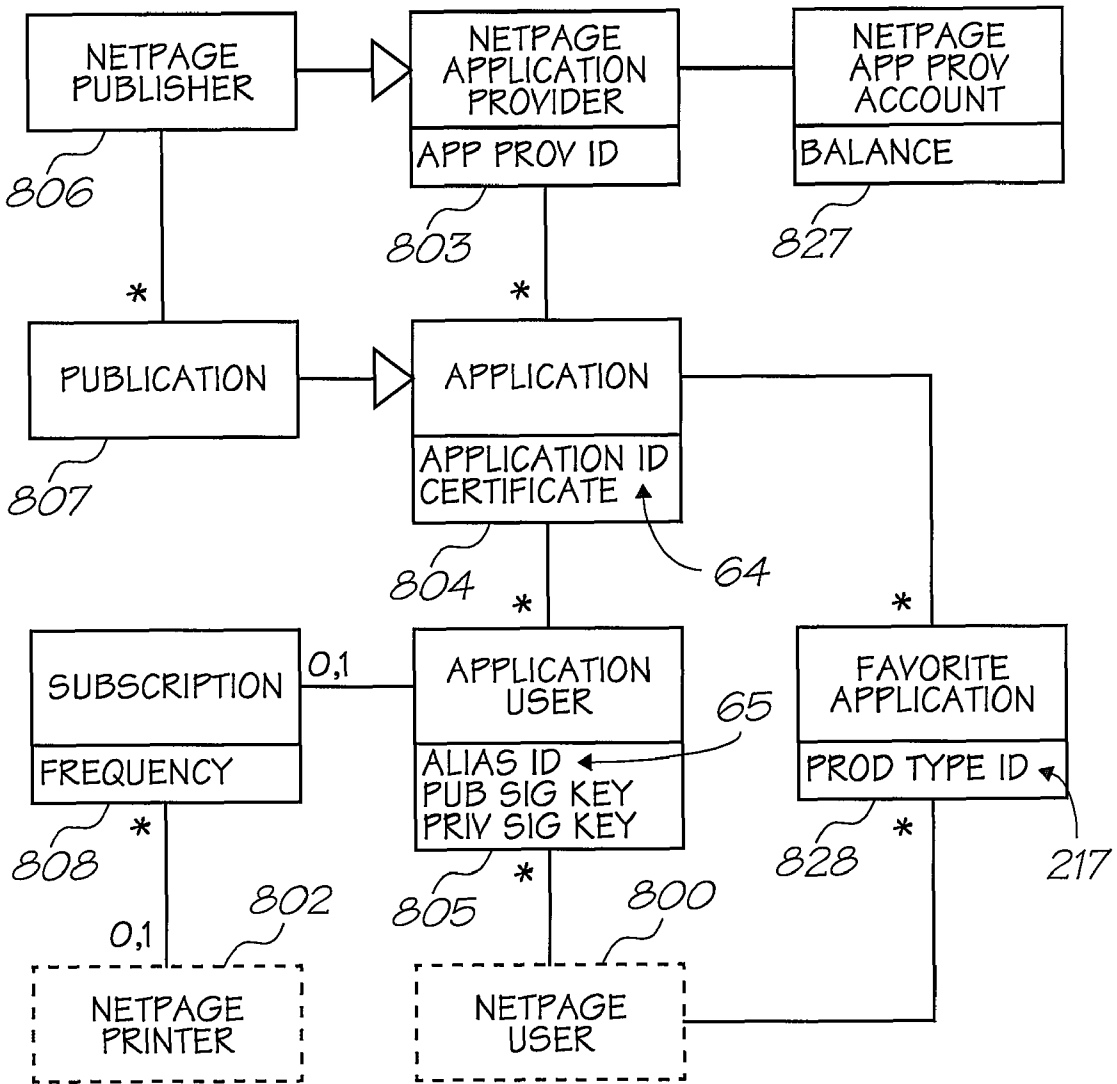 NETPAGE
PUBLISHER
NETPAGE
APPLICATION
PROVIDER
APP PROV ID
NETPAGE
APP PROV
ACCOUNT
BALANCE
806
803
827
*
*
PUBLICATION
APPLICATION
APPLICATION ID
CERTIFICATE
807
804
64
*
*
SUBSCRIPTION
FREQUENCY
0,1
APPLICATION
USER
ALIAS ID
PUB SIG KEY
PRIV SIG KEY
65
FAVORITE
APPLICATION
PROD TYPE ID
808
*
805
*
828
*
217
802
800
0,1
NETPAGE
PRINTER
NETPAGE
USER